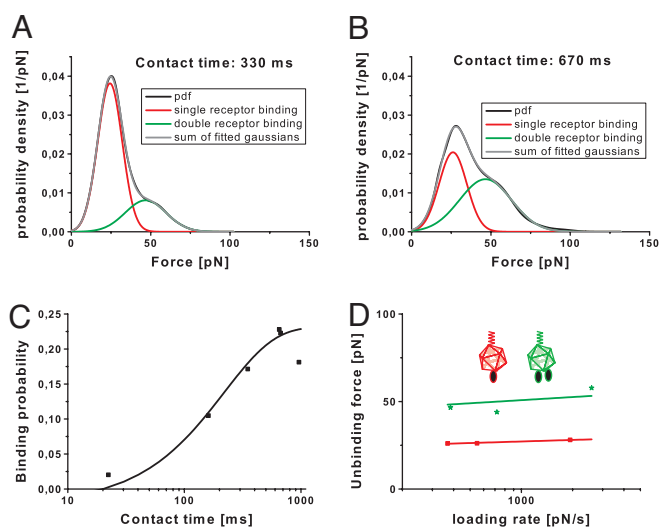 A
Contact time: 330 ms
pdf
single receptor binding
double receptor binding
sum of fitted gaussians
probability density [1/pN]
0,04
0,03
0,02
0,01
0,00
0
50
100
150
Force [pN]
B
Contact time: 670 ms
pdf
single receptor binding
double receptor binding
sum of fitted gaussians
probability density [1/pN]
0,04
0,03
0,02
0,01
0,00
0
50
100
150
Force [pN]
C
Binding probability
0,25
0,20
0,15
0,10
0,05
0,00
10
100
1000
Contact time [ms]
D
Unbinding force [pN]
100
50
0
1000
loading rate [pN/s]